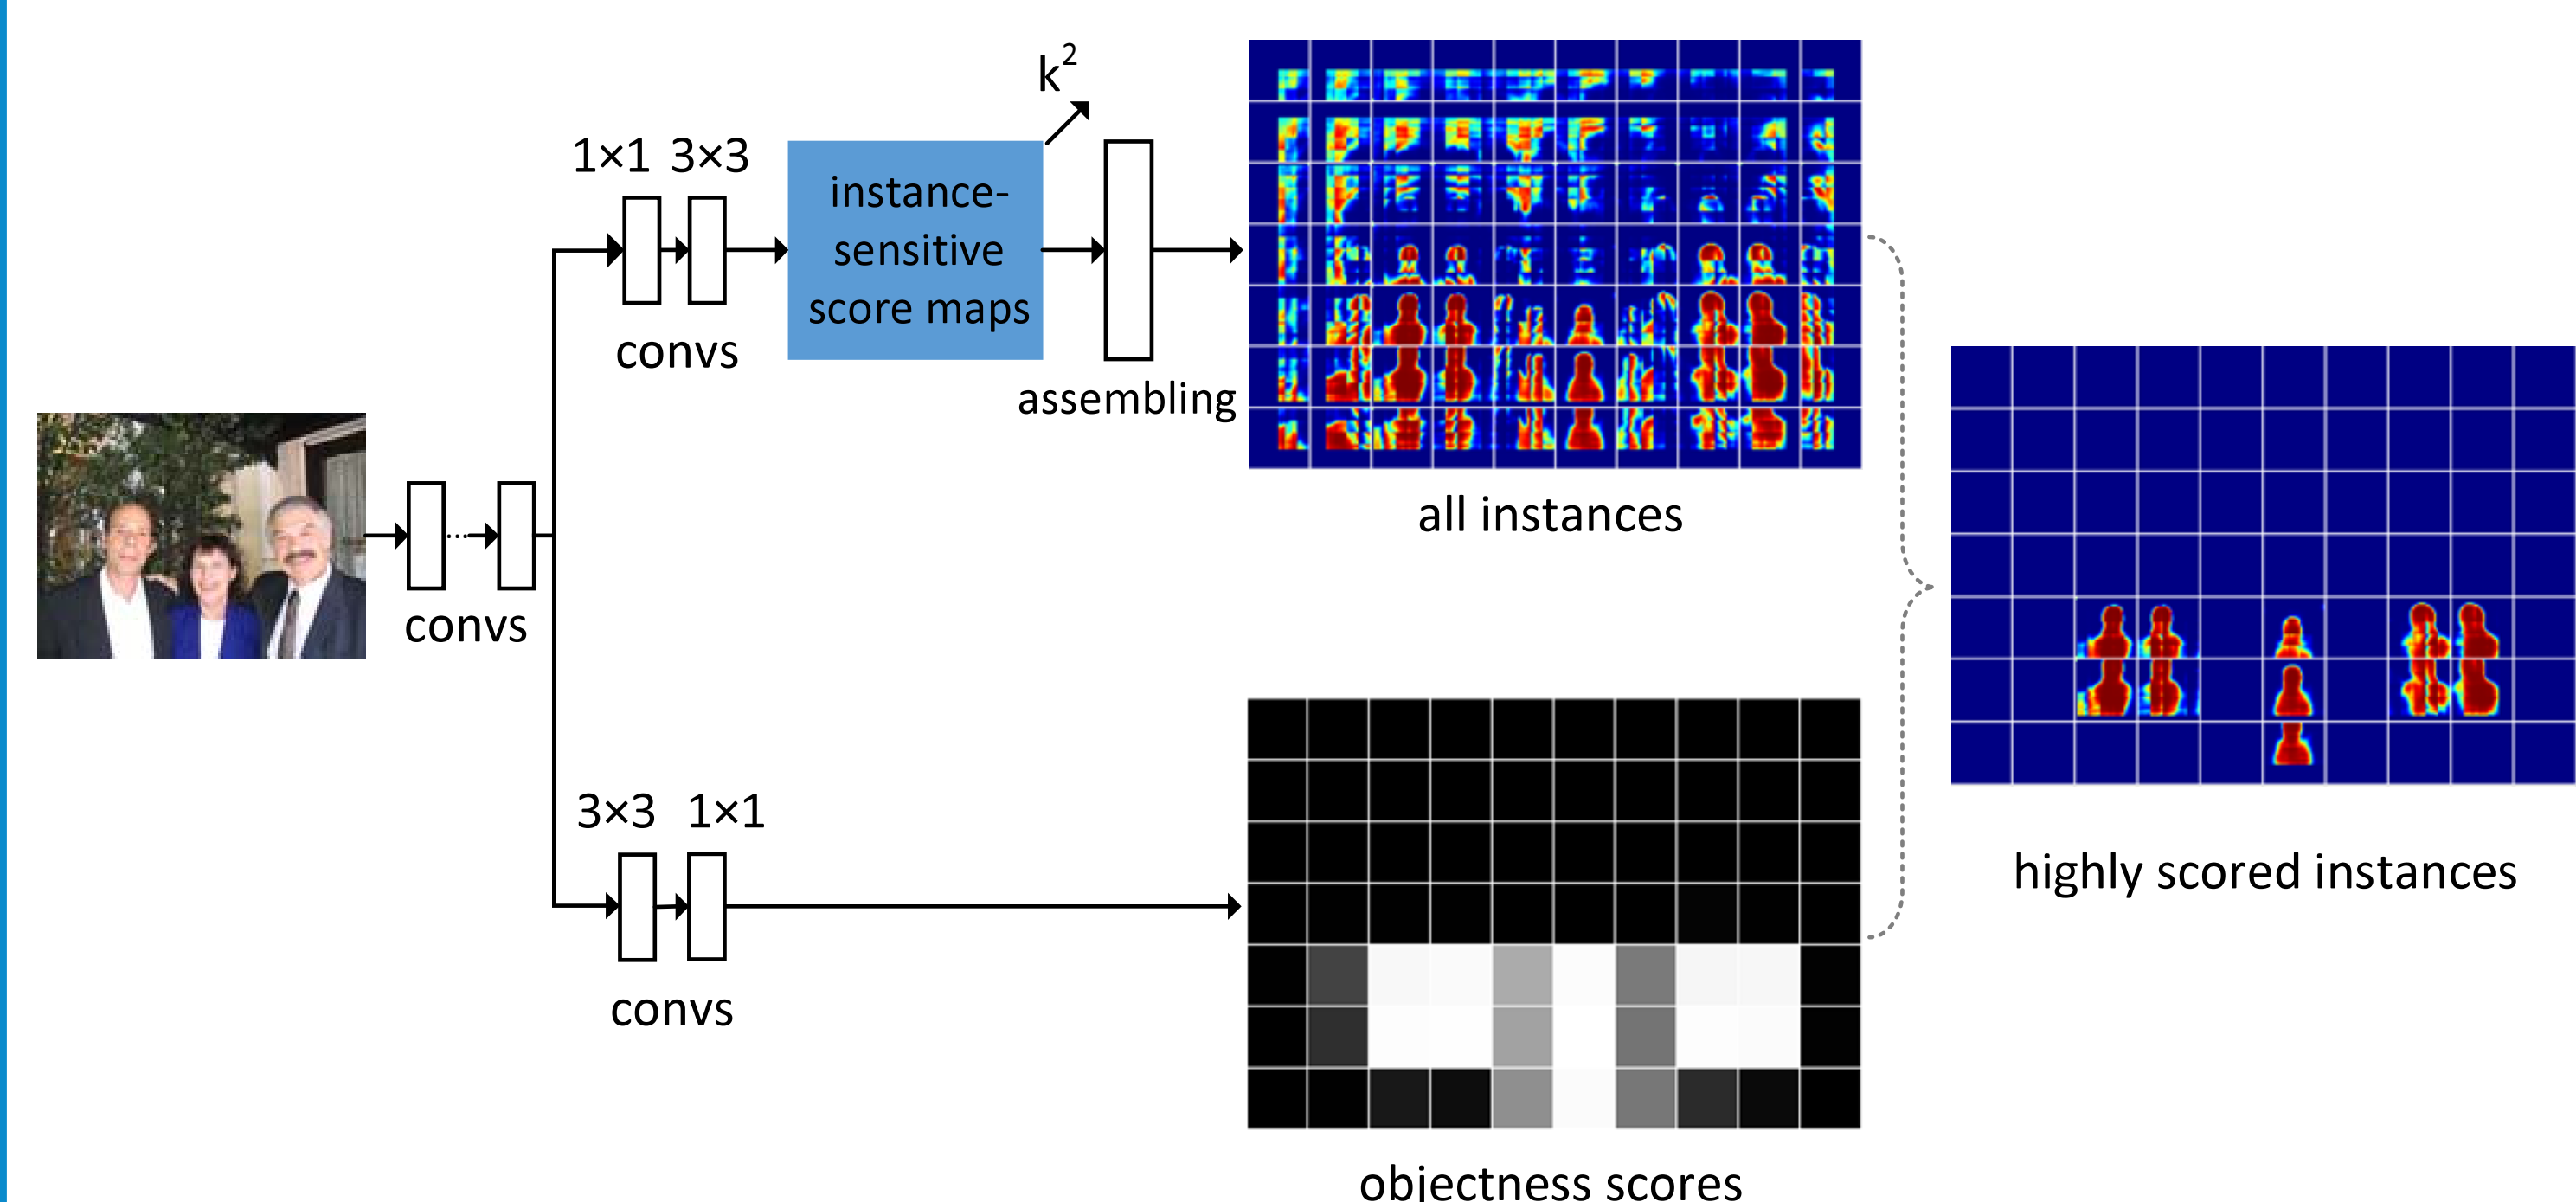 k²
1×1 3×3
instance-
sensitive
score maps
convs
assembling
all instances
...
convs
3×3 1×1
convs
highly scored instances
objectness scores